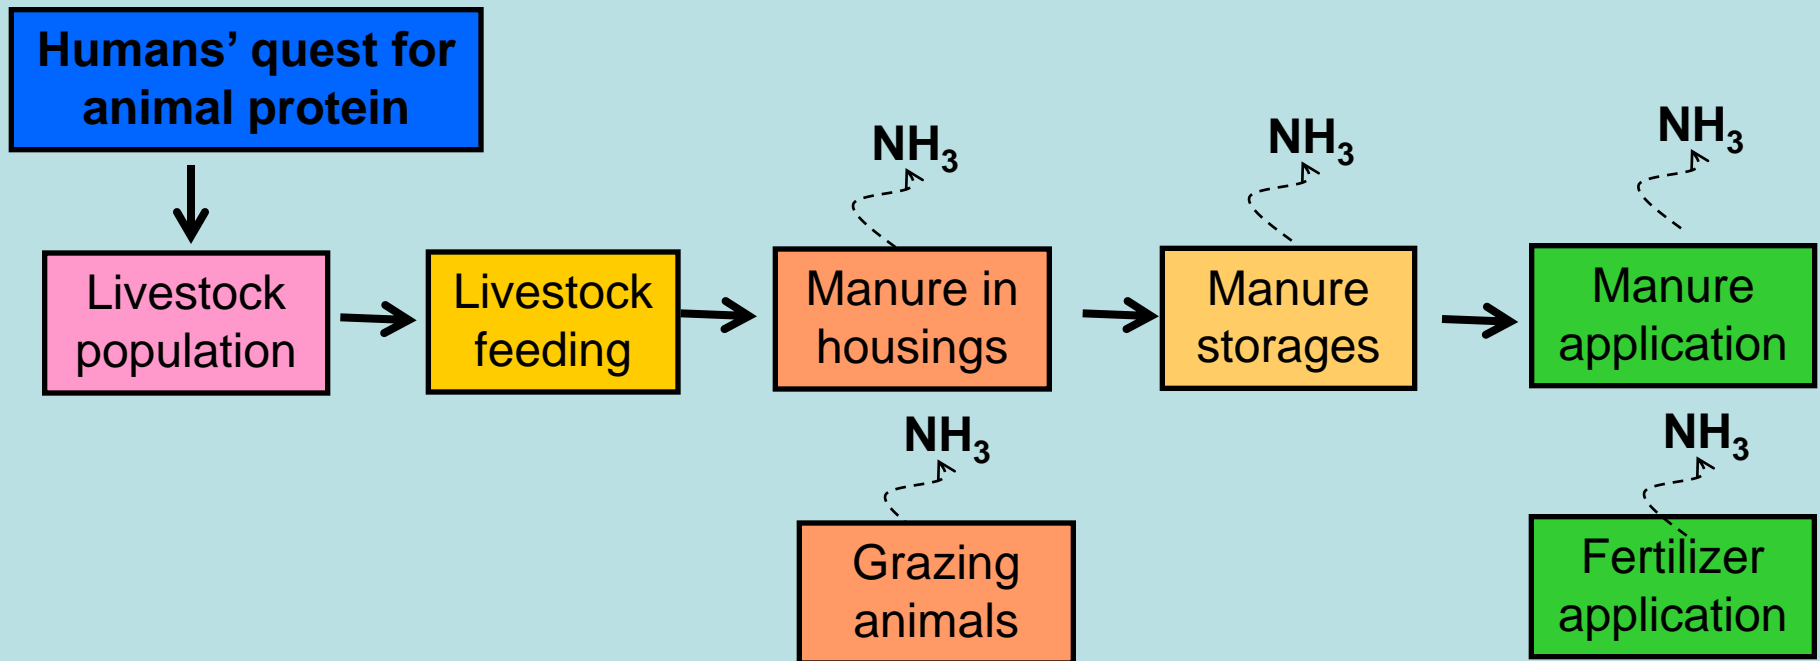 Humans’ quest for
animal protein
NH₃
NH₃
NH₃
Livestock
population
Livestock
feeding
Manure in
housings
Manure
storages
Manure
application
NH₃
NH₃
Grazing
animals
Fertilizer
application